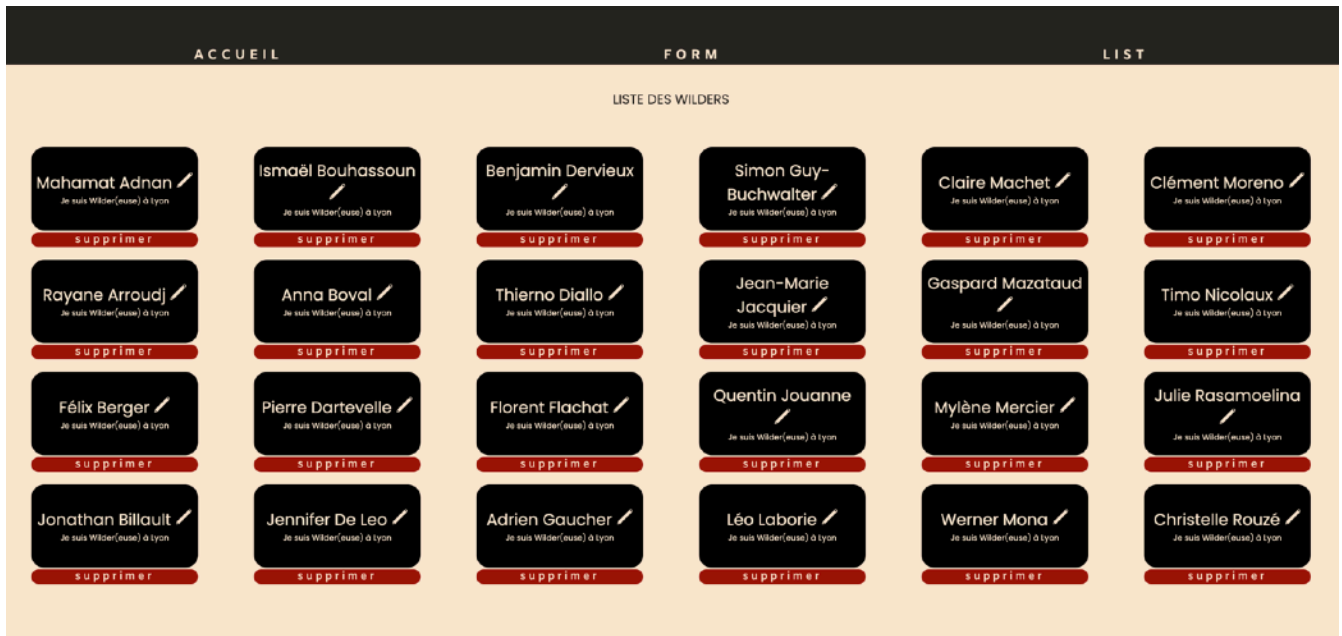 ACCUEIL FORM LIST
LISTE DES WILDERS
Mahamat Adnan
Je suis Wilder(euse) à Lyon
supprimer
Ismaël Bouhassoun
Je suis Wilder(euse) à Lyon
supprimer
Benjamin Dervieux
Je suis Wilder(euse) à Lyon
supprimer
Simon Guy-
Buchwalter
Je suis Wilder(euse) à Lyon
supprimer
Claire Machet
Je suis Wilder(euse) à Lyon
supprimer
Clément Moreno
Je suis Wilder(euse) à Lyon
supprimer
Rayane Arroudj
Je suis Wilder(euse) à Lyon
supprimer
Anna Boval
Je suis Wilder(euse) à Lyon
supprimer
Thierno Diallo
Je suis Wilder(euse) à Lyon
supprimer
Jean-Marie
Jacquier
Je suis Wilder(euse) à Lyon
supprimer
Gaspard Mazataud
Je suis Wilder(euse) à Lyon
supprimer
Timo Nicolaux
Je suis Wilder(euse) à Lyon
supprimer
Félix Berger
Je suis Wilder(euse) à Lyon
supprimer
Pierre Dartevelle
Je suis Wilder(euse) à Lyon
supprimer
Florent Flachat
Je suis Wilder(euse) à Lyon
supprimer
Quentin Jouanne
Je suis Wilder(euse) à Lyon
supprimer
Mylène Mercier
Je suis Wilder(euse) à Lyon
supprimer
Julie Rasamoelina
Je suis Wilder(euse) à Lyon
supprimer
Jonathan Billault
Je suis Wilder(euse) à Lyon
supprimer
Jennifer De Leo
Je suis Wilder(euse) à Lyon
supprimer
Adrien Gaucher
Je suis Wilder(euse) à Lyon
supprimer
Léo Laborie
Je suis Wilder(euse) à Lyon
supprimer
Werner Mona
Je suis Wilder(euse) à Lyon
supprimer
Christelle Rouzé
Je suis Wilder(euse) à Lyon
supprimer